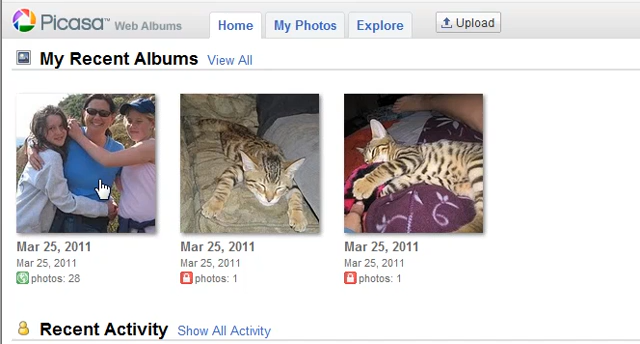 Picasa™ Web Albums Home My Photos Explore Upload
My Recent Albums View All
Mar 25, 2011 Mar 25, 2011 Mar 25, 2011
Mar 25, 2011 Mar 25, 2011 Mar 25, 2011
photos: 28 photos: 1 photos: 1
Recent Activity Show All Activity